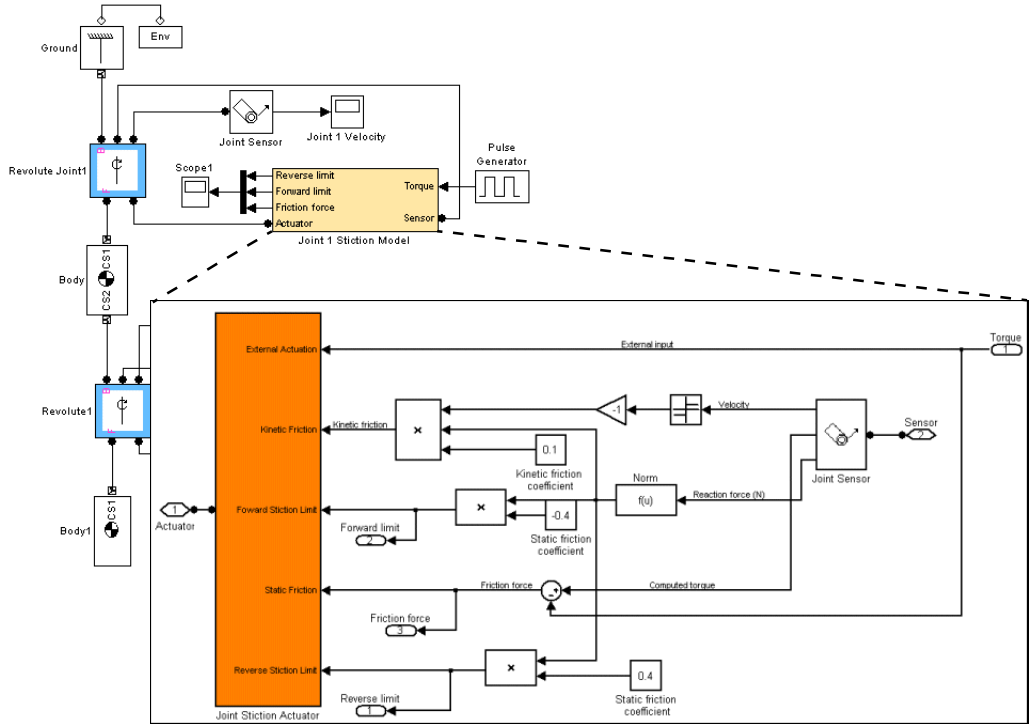 Env
Ground
Joint Sensor
Joint 1 Velocity
Revolute Joint1
B
F
Scope1
Reverse limit
Forward limit
Friction force
Actuator
Torque
Sensor
Joint 1 Stiction Model
Pulse
Generator
Body
CS1
CS2
Revolute1
B
F
Body1
CS1
External Actuation
Kinetic Friction
Foward Stiction Limit
Static Friction
Reverse Stiction Limit
Joint Stiction Actuator
1
Actuator
External input
Torque
1
Velocity
-1
Kinetic friction
×
0.1
Kinetic friction
coefficient
Norm
f(u)
Reaction force (N)
Joint Sensor
Sensor
2
×
-0.4
Static friction
coefficient
Forward limit
2
Friction force
Computed torque
- +
Friction force
3
×
0.4
Static friction
coefficient
Reverse limit
1